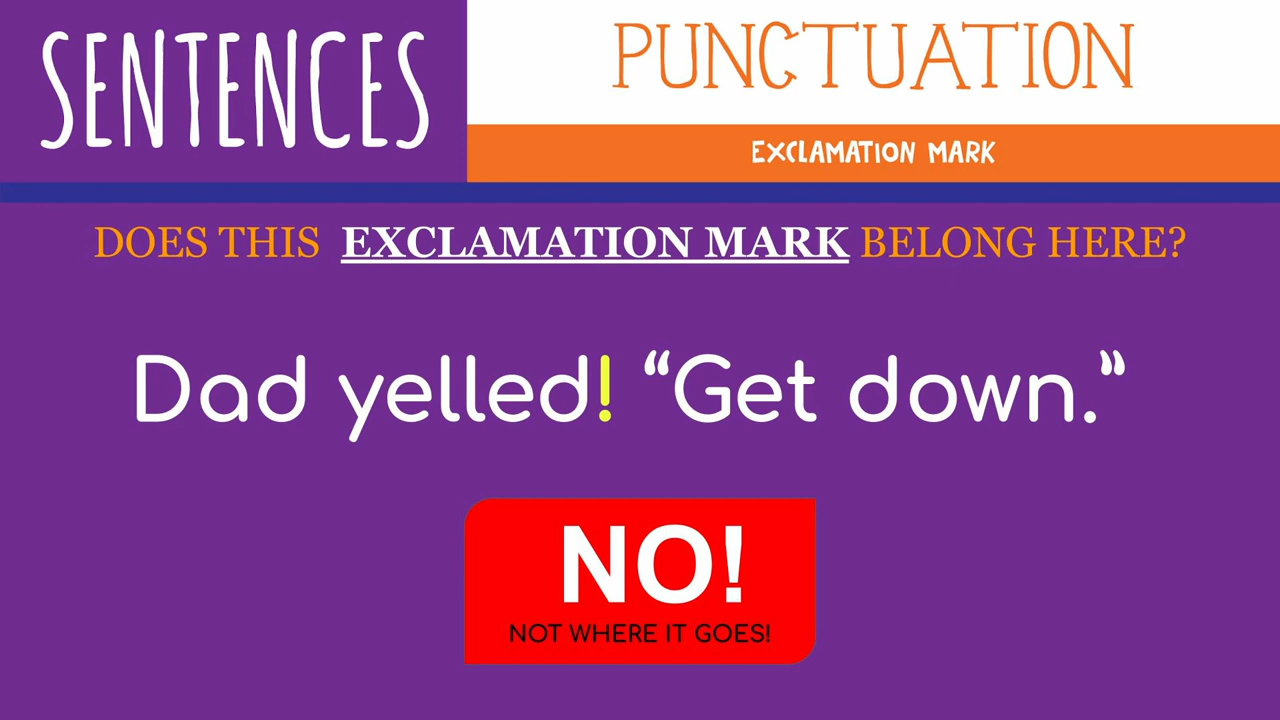 SENTENCES
PUNCTUATION
EXCLAMATION MARK
DOES THIS EXCLAMATION MARK BELONG HERE?
Dad yelled! “Get down.”
NO!
NOT WHERE IT GOES!